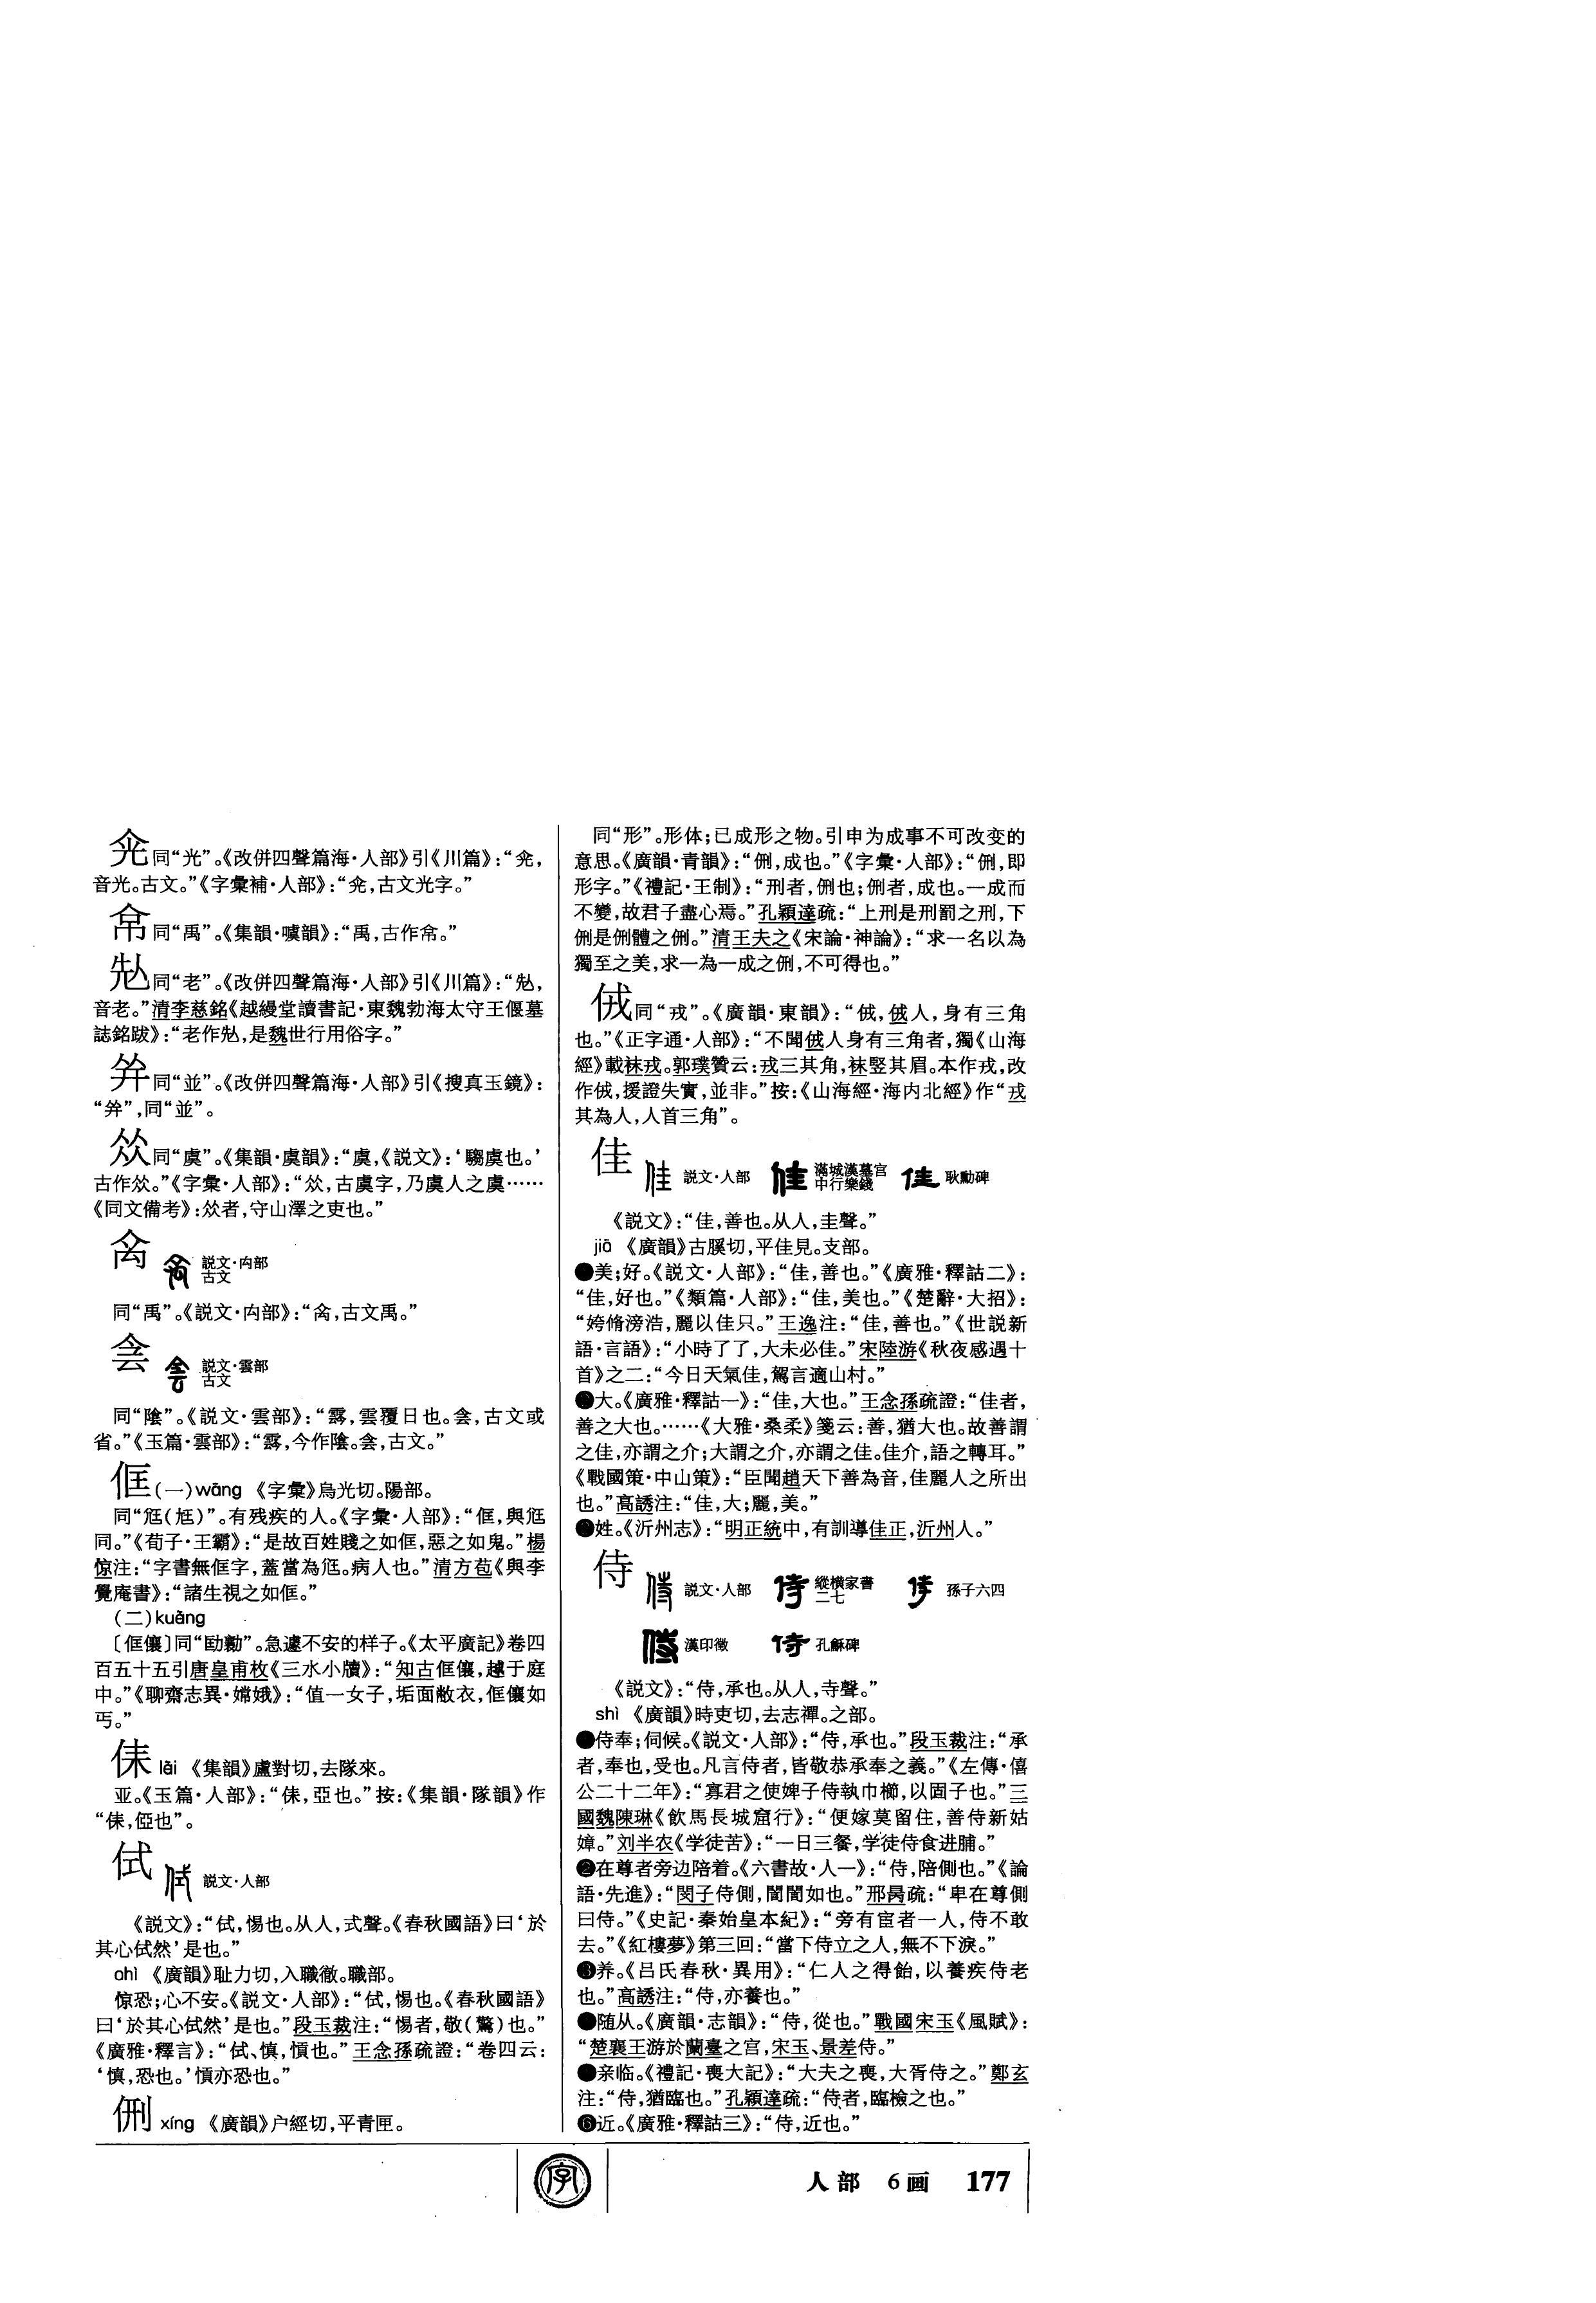 灮同“光”。《改併四聲篇海·人部》引《川篇》：“灮，
音光。古文。”《字彙補·人部》：“灮，古文光字。”
同“禹”。《集韻·噳韻》：“禹，古作㑒。”
同“老”。《改併四聲篇海·人部》引《川篇》：“
音老。”清李慈銘《越縵堂讀書記·東魏勃海太守王偃墓
誌銘跋》：“老作，是魏世行用俗字。”
同“並”。《改併四聲篇海·人部》引《搜真玉鏡》：
，同“並”。
同“虞”。《集韻·虞韻》：“虞，《説文》：‘騶虞也。’
古作㒃。”《字彙·人部》：“㒃，古虞字，乃虞人之虞……
《同文備考》：㒃者，守山澤之吏也。”
説文·内部
古文
同“禹”。《説文·内部》：“，古文禹。”
侌
説文·雲部
古文
同“陰”。《説文·雲部》：“霒，雲覆日也。侌，古文或
省。”《玉篇·雲部》：“霒，今作陰。侌，古文。”
俇(一)wāng 《字彙》烏光切。陽部。
同“尪(尩)”。有残疾的人。《字彙·人部》：“，與尪
同。”《荀子·王霸》：“是故百姓賤之如，惡之如鬼。”楊
倞注：“字書無字，蓋當為尪。病人也。”清方苞《與李
覺庵書》：“諸生視之如。”
(二)kuāng
〔儴〕同“劻勷”。急遽不安的样子。《太平廣記》卷四
百五十五引唐皇甫枚《三水小牘》：“知古儴，越于庭
中。”《聊齋志異·嫦娥》：“值一女子，垢面敝衣，儴如
丐。”
lài 《集韻》盧對切，去隊來。
亚。《玉篇·人部》：“，亞也。”按：《集韻·隊韻》作
“，俹也”。
侙
説文·人部
《説文》：“侙，惕也。从人，式聲。《春秋國語》曰‘於
其心侙然’是也。”
chì 《廣韻》耻力切，入職徹。職部。
惊恐；心不安。《説文·人部》：“侙，惕也。《春秋國語》
曰‘於其心侙然’是也。”段玉裁注：“惕者，敬(驚)也。”
《廣雅·釋言》：“侙、慎，愩也。”王念孫疏證：“卷四云：
‘慎，恐也。’愩亦恐也。”
侀 xíng 《廣韻》户經切，平青匣。
同“形”。形体；已成形之物。引申为成事不可改变的
意思。《廣韻·青韻》：“侀，成也。”《字彙·人部》：“侀，即
形字。”《禮記·王制》：“刑者，侀也；侀者，成也。一成而
不變，故君子盡心焉。”孔穎達疏：“上刑是刑罰之刑，下
侀是侀體之侀。”清王夫之《宋論·神論》：“求一名以為
獨至之美，求一為一成之侀，不可得也。”
㑄同“戎”。《廣韻·東韻》：“㑄，㑄人，身有三角
也。”《正字通·人部》：“不聞㑄人身有三角者，獨《山海
經》載袜戎。郭璞贊云：戎三其角，袜竪其眉。本作戎，改
作㑄，援證失實，並非。”按：《山海經·海内北經》作“戎
其為人，人首三角”。
佳
説文·人部 滿城漢墓宫中行樂錢 耿勳碑
《説文》：“佳，善也。从人，圭聲。”
jiā 《廣韻》古膎切，平佳見。支部。
❶美；好。《説文·人部》：“佳，善也。”《廣雅·釋詁二》：
“佳，好也。”《類篇·人部》：“佳，美也。”《楚辭·大招》：
“姱脩滂浩，麗以佳只。”王逸注：“佳，善也。”《世説新
語·言語》：“小時了了，大未必佳。”宋陸游《秋夜感遇十
首》之二：“今日天氣佳，駕言適山村。”
❷大。《廣雅·釋詁一》：“佳，大也。”王念孫疏證：“佳者，
善之大也。……《大雅·桑柔》箋云：善，猶大也。故善謂
之佳，亦謂之介；大謂之介，亦謂之佳。佳介，語之轉耳。”
《戰國策·中山策》：“臣聞趙天下善為音，佳麗人之所出
也。”高誘注：“佳，大；麗，美。”
❸姓。《沂州志》：“明正統中，有訓導佳正，沂州人。”
侍
説文·人部 縱横家書二七 孫子六四
漢印徵 孔龢碑
《説文》：“侍，承也。从人，寺聲。”
shì 《廣韻》時吏切，去志禪。之部。
❶侍奉；伺候。《説文·人部》：“侍，承也。”段玉裁注：“承
者，奉也，受也。凡言侍者，皆敬恭承奉之義。”《左傳·僖
公二十二年》：“寡君之使婢子侍執巾櫛，以固子也。”三
國魏陳琳《飲馬長城窟行》：“便嫁莫留住，善侍新姑
嫜。”刘半农《学徒苦》：“一日三餐，学徒侍食进脯。”
❷在尊者旁边陪着。《六書故·人一》：“侍，陪側也。”《論
語·先進》：“閔子侍側，誾誾如也。”邢昺疏：“卑在尊側
曰侍。”《史記·秦始皇本紀》：“旁有宦者一人，侍不敢
去。”《紅樓夢》第三回：“當下侍立之人，無不下淚。”
❸养。《吕氏春秋·異用》：“仁人之得飴，以養疾侍老
也。”高誘注：“侍，亦養也。”
❹随从。《廣韻·志韻》：“侍，從也。”戰國宋玉《風賦》：
“楚襄王游於蘭臺之宫，宋玉、景差侍。”
❺亲临。《禮記·喪大記》：“大夫之喪，大胥侍之。”鄭玄
注：“侍，猶臨也。”孔穎達疏：“侍者，臨檢之也。”
❻近。《廣雅·釋詁三》：“侍，近也。”
字
人部 6画 177